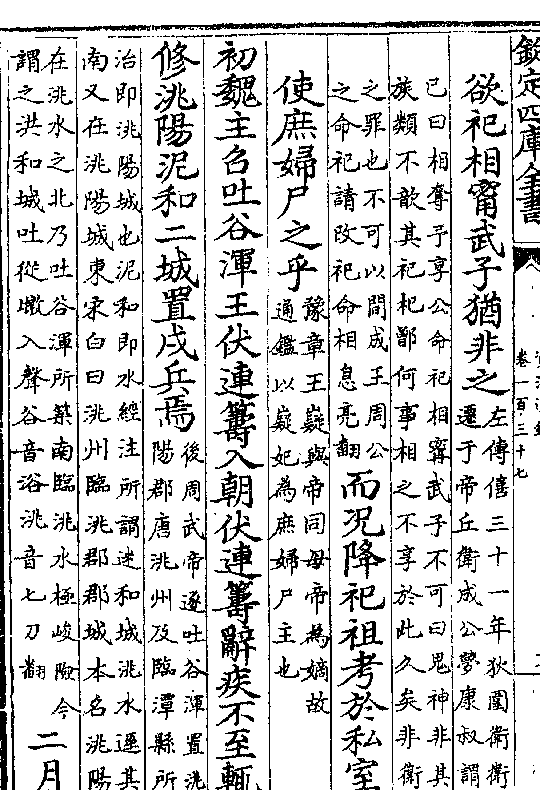 欽定四庫全書
卷一百三十七
欲祀相甯武子猶非之
左傳僖三十一年狄圍衛衛
遷于帝丘衛成公夢康叔謂
己曰相奪予享公命祀相甯武子不可曰鬼神非其
族類不歆其祀杞鄫何事相之不享於此久矣非衛
之罪也不可以間成王周公
之命祀請改祀命相息亮翻
而況降祀祖考於私室
使庶婦尸之乎
豫章王嶷與帝同母帝為嫡故
通鑑以嶷妃為庶婦尸主也
初魏主召吐谷渾王伏連籌入朝伏連籌辭疾不至輒
修洮陽泥和二城置戍兵焉
後周武帝逐吐谷渾置洮
陽郡唐洮州及臨潭縣所
治即洮陽城也泥和即水經注所謂迷和城洮水逕其
南又在洮陽城東宋白曰洮州臨洮郡郡城本名洮陽
在洮水之北乃吐谷渾所築南臨洮水極峻險今
謂之洪和城吐從暾入聲谷音浴洮音七刀翻
二月